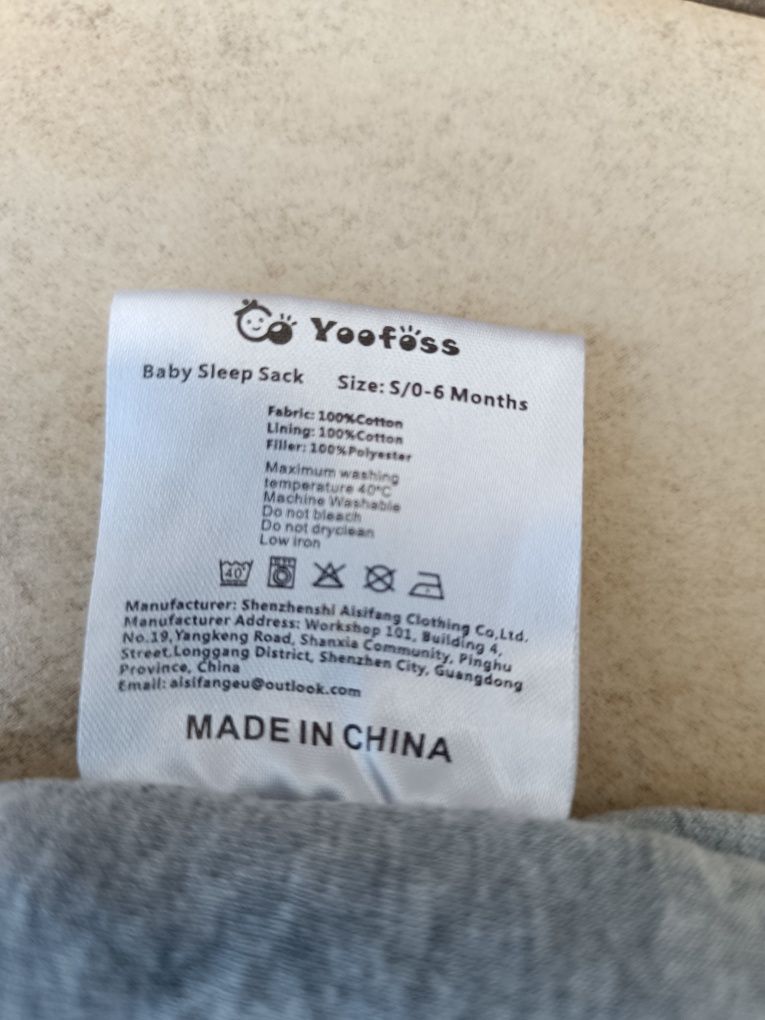 Yoofoss
Baby Sleep Sack Size: S/0-6 Months
Fabric: 100%Cotton
Lining: 100%Cotton
Filler: 100%Polyester
Maximum washing
temperature 40°C
Machine Washable
Do not bleach
Do not dryclean
Low iron
40°
Manufacturer: Shenzhenshi Aisifang Clothing Co,Ltd.
Manufacturer Address: Workshop 101, Building 4,
No.19,Yangkeng Road, Shanxia Community, Pinghu
Street,Longgang District, Shenzhen City, Guangdong
Province, China
Email: aisifangeu@outlook.com
MADE IN CHINA